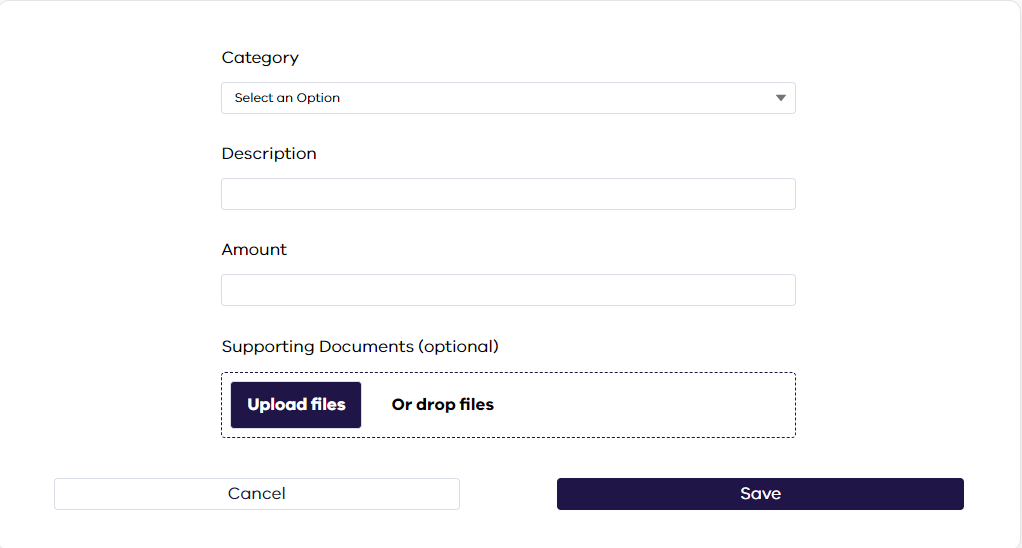 Category
Select an Option
Description
Amount
Supporting Documents (optional)
Upload files Or drop files
Cancel Save